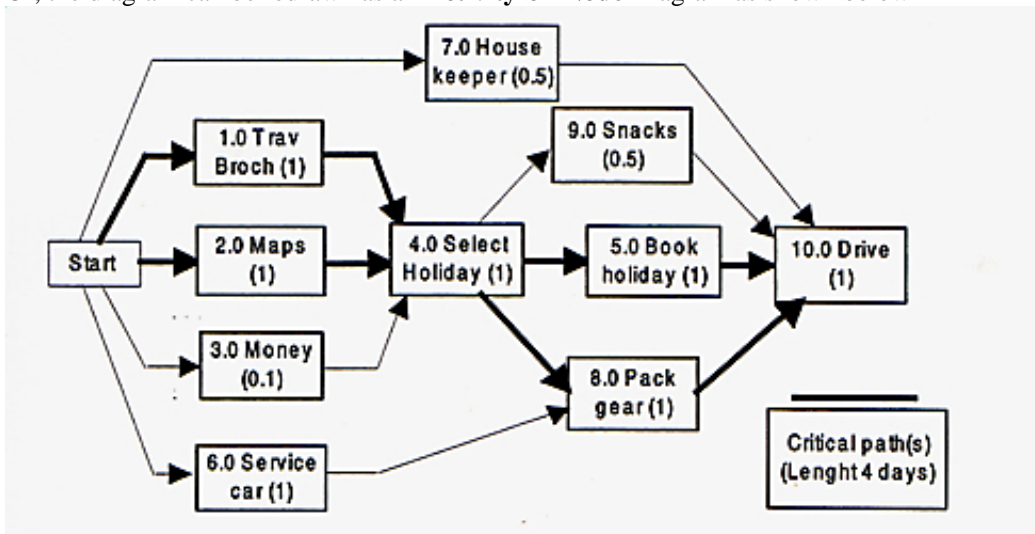 7.0 House
keeper (0.5)
9.0 Snacks
(0.5)
1.0 Trav
Broch (1)
Start
2.0 Maps
(1)
4.0 Select
Holiday (1)
5.0 Book
holiday (1)
10.0 Drive
(1)
3.0 Money
(0.1)
8.0 Pack
gear (1)
6.0 Service
car (1)
Critical path(s)
(Lenght 4 days)